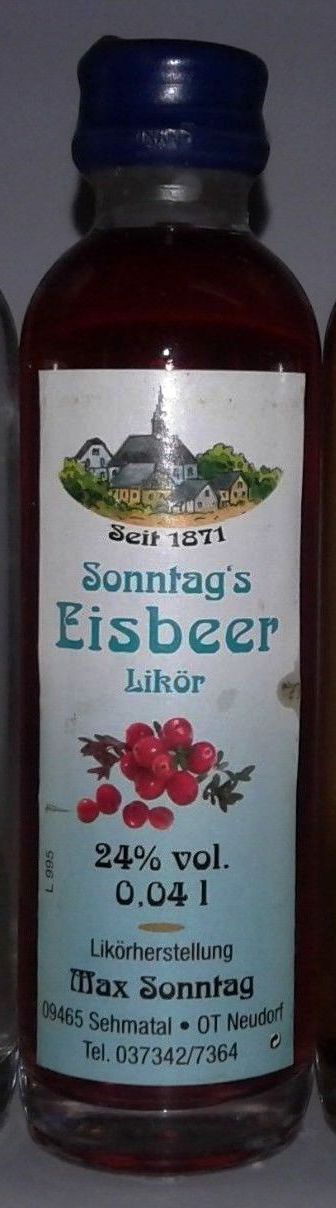 Seit 1871
Sonntag's
Eisbeer
Likör
L 995
24% vol.
0,04 l
Likörherstellung
Max Sonntag
09465 Sehmatal • OT Neudorf
Tel. 037342/7364